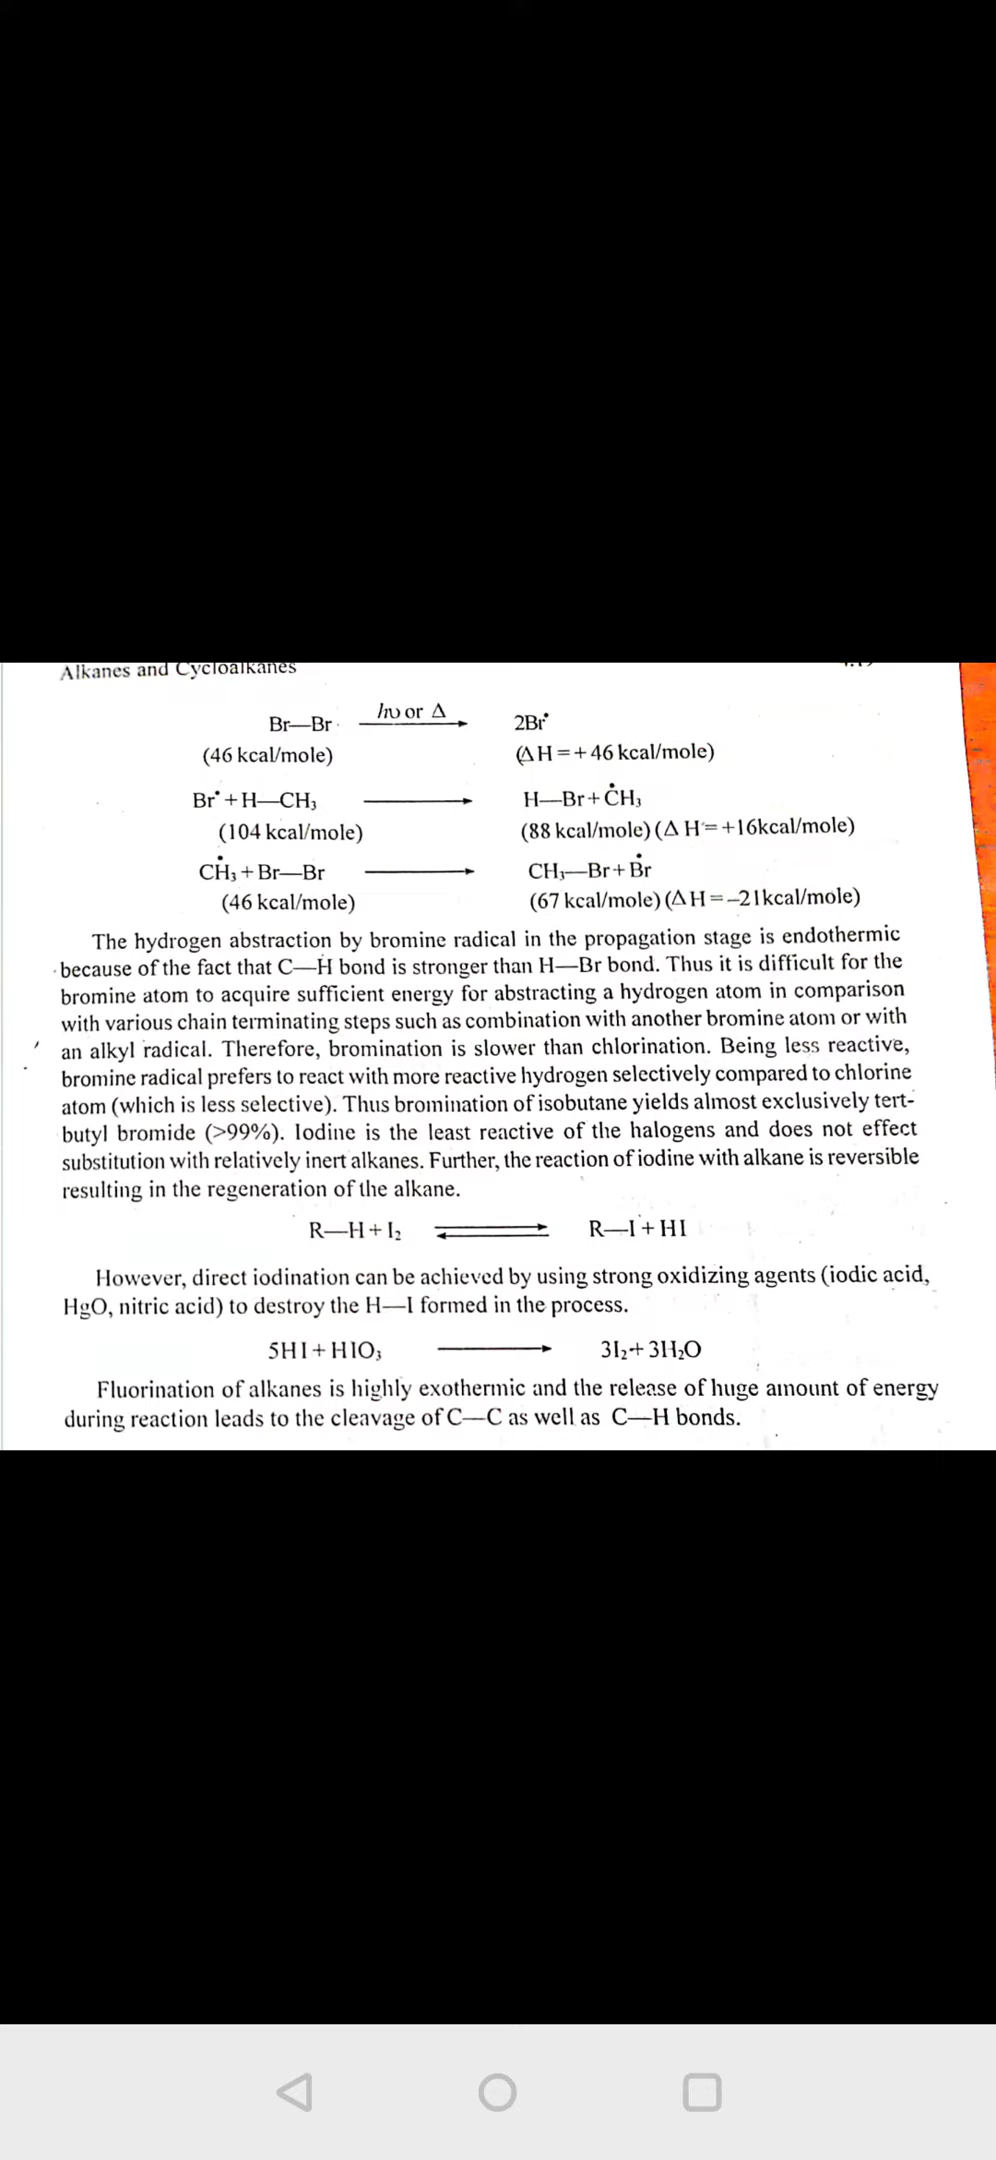 Alkanes and Cycloalkanes
Br—Br hυ or Δ 2Br•
(46 kcal/mole) (ΔH=+46 kcal/mole)
Br•+H—CH₃ ⟶ H—Br+ĊH₃
(104 kcal/mole) (88 kcal/mole) (ΔH=+16kcal/mole)
ĊH₃+Br—Br ⟶ CH₃—Br+Ḃr
(46 kcal/mole) (67 kcal/mole) (ΔH=–21kcal/mole)
The hydrogen abstraction by bromine radical in the propagation stage is endothermic
because of the fact that C—H bond is stronger than H—Br bond. Thus it is difficult for the
bromine atom to acquire sufficient energy for abstracting a hydrogen atom in comparison
with various chain terminating steps such as combination with another bromine atom or with
an alkyl radical. Therefore, bromination is slower than chlorination. Being less reactive,
bromine radical prefers to react with more reactive hydrogen selectively compared to chlorine
atom (which is less selective). Thus bromination of isobutane yields almost exclusively tert-
butyl bromide (>99%). Iodine is the least reactive of the halogens and does not effect
substitution with relatively inert alkanes. Further, the reaction of iodine with alkane is reversible
resulting in the regeneration of the alkane.
R—H+I₂ ⇌ R—I+HI
However, direct iodination can be achieved by using strong oxidizing agents (iodic acid,
HgO, nitric acid) to destroy the H—I formed in the process.
5HI+HIO₃ ⟶ 3I₂+3H₂O
Fluorination of alkanes is highly exothermic and the release of huge amount of energy
during reaction leads to the cleavage of C—C as well as C—H bonds.